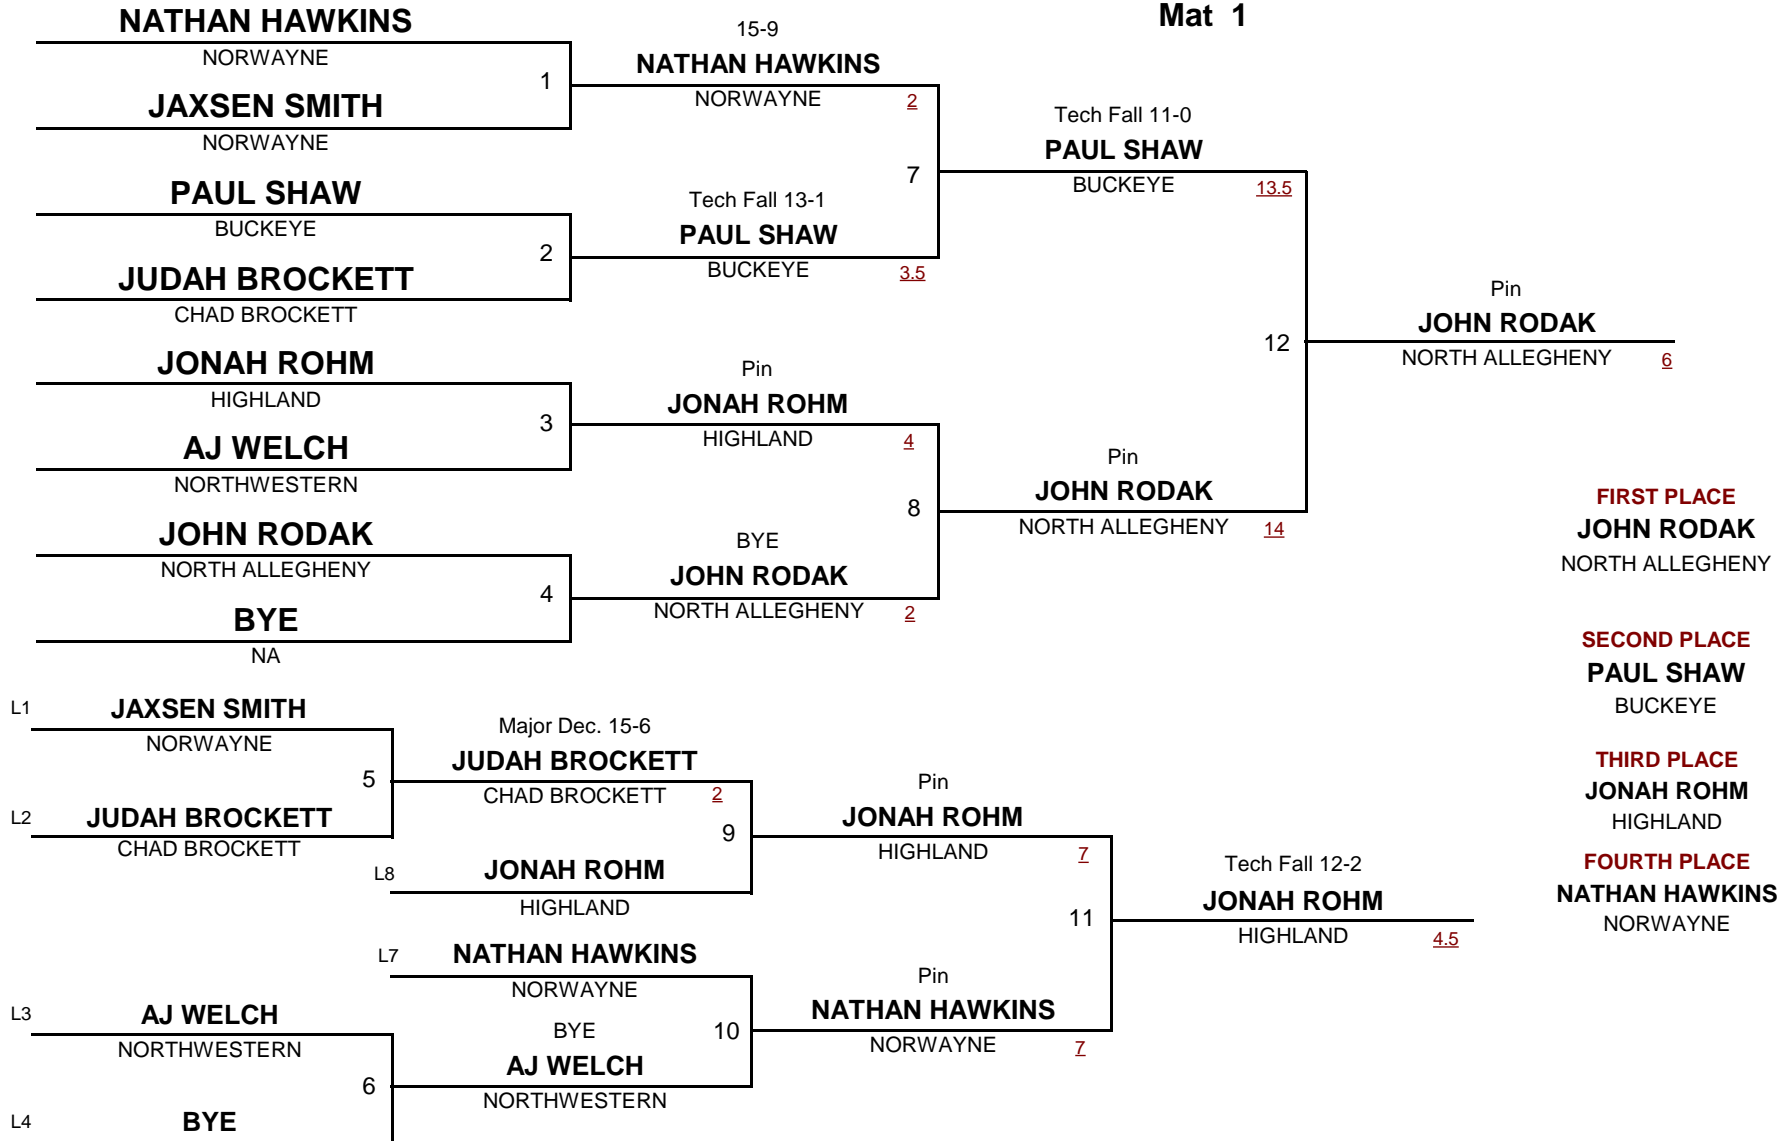 Mat 1
NATHAN HAWKINS
NORWAYNE
1
JAXSEN SMITH
NORWAYNE
PAUL SHAW
BUCKEYE
2
JUDAH BROCKETT
CHAD BROCKETT
JONAH ROHM
HIGHLAND
3
AJ WELCH
NORTHWESTERN
JOHN RODAK
NORTH ALLEGHENY
4
BYE
NA
15-9
NATHAN HAWKINS
NORWAYNE 2
7
Tech Fall 13-1
PAUL SHAW
BUCKEYE 3.5
Pin
JONAH ROHM
HIGHLAND 4
8
BYE
JOHN RODAK
NORTH ALLEGHENY 2
Tech Fall 11-0
PAUL SHAW
BUCKEYE 13.5
12
Pin
JOHN RODAK
NORTH ALLEGHENY 14
Pin
JOHN RODAK
NORTH ALLEGHENY 6
FIRST PLACE
JOHN RODAK
NORTH ALLEGHENY
SECOND PLACE
PAUL SHAW
BUCKEYE
THIRD PLACE
JONAH ROHM
HIGHLAND
FOURTH PLACE
NATHAN HAWKINS
NORWAYNE
L1 JAXSEN SMITH
NORWAYNE
5
L2 JUDAH BROCKETT
CHAD BROCKETT
Major Dec. 15-6
JUDAH BROCKETT
CHAD BROCKETT 2
9
L8 JONAH ROHM
HIGHLAND
L7 NATHAN HAWKINS
NORWAYNE
10
BYE
AJ WELCH
NORTHWESTERN
L3 AJ WELCH
NORTHWESTERN
6
L4 BYE
Pin
JONAH ROHM
HIGHLAND 7
11
Pin
NATHAN HAWKINS
NORWAYNE 7
Tech Fall 12-2
JONAH ROHM
HIGHLAND 4.5